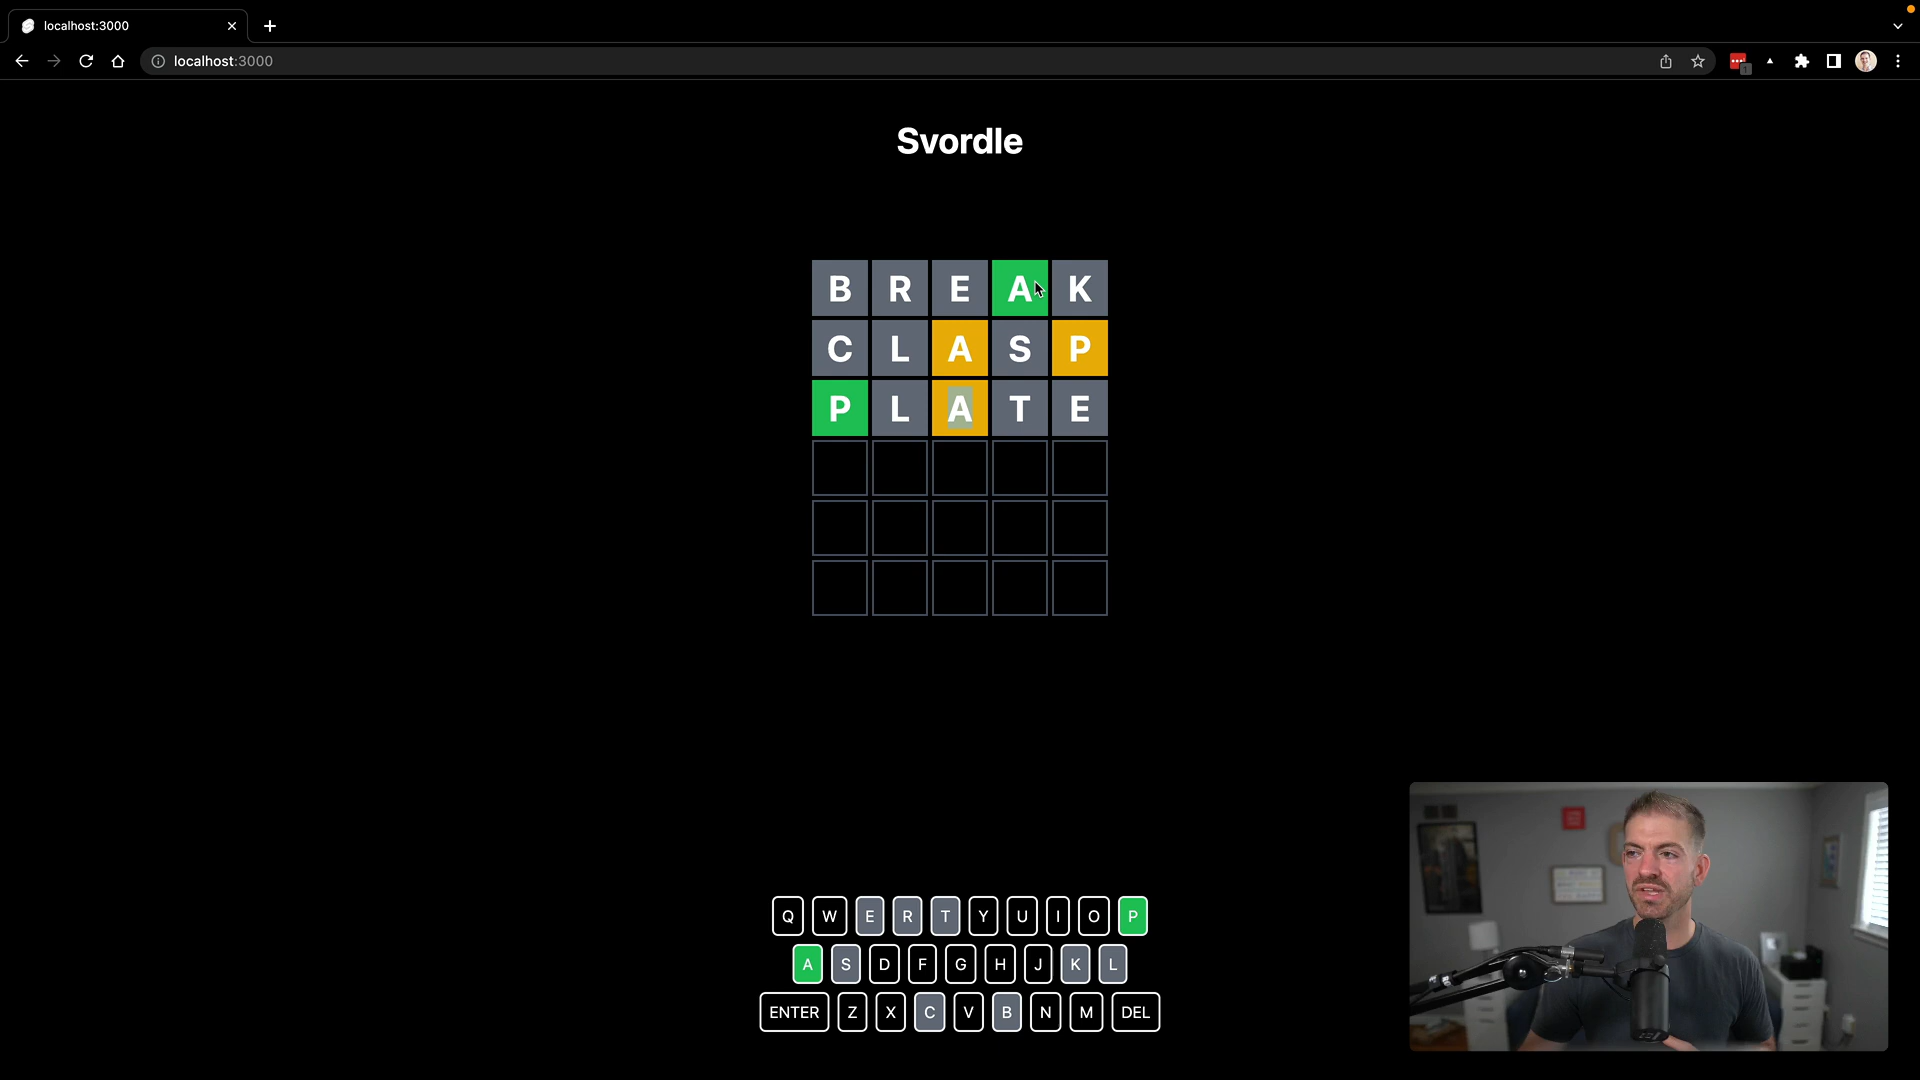 localhost:3000
localhost:3000
Svordle
B R E A K
C L A S P
P L A T E
Q W E R T Y U I O P
A S D F G H J K L
ENTER Z X C V B N M DEL